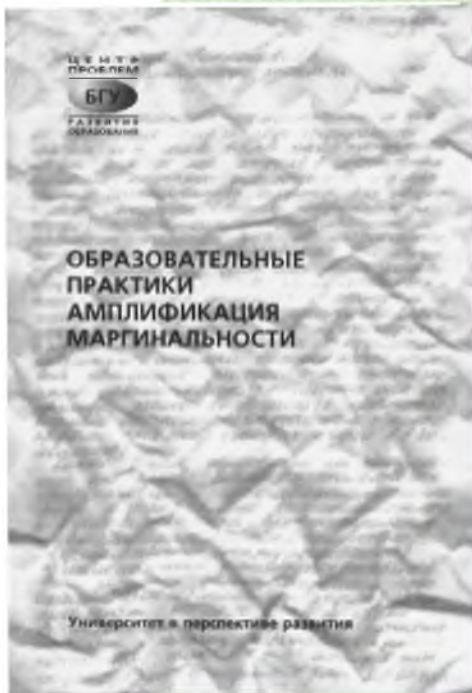 ЦЕНТР
ПРОБЛЕМ
БГУ
РАЗВИТИЯ
ОБРАЗОВАНИЯ
ОБРАЗОВАТЕЛЬНЫЕ
ПРАКТИКИ
АМПЛИФИКАЦИЯ
МАРГИНАЛЬНОСТИ
Университет в перспективе развития